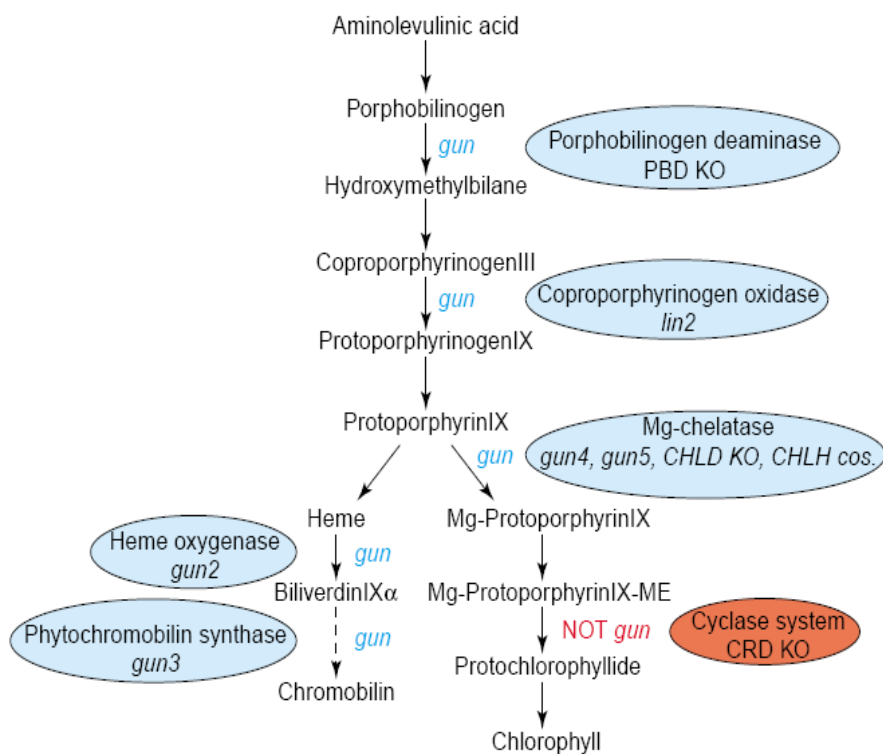 Aminolevulinic acid
Porphobilinogen
gun
Porphobilinogen deaminase
PBD KO
Hydroxymethylbilane
CoproporphyrinogenIII
gun
Coproporphyrinogen oxidase
lin2
ProtoporphyrinogenIX
ProtoporphyrinIX
gun
Mg-chelatase
gun4, gun5, CHLD KO, CHLH cos.
Heme
Mg-ProtoporphyrinIX
Heme oxygenase
gun2
gun
BiliverdinIXα
Mg-ProtoporphyrinIX-ME
Phytochromobilin synthase
gun3
gun
NOT gun
Cyclase system
CRD KO
Protochlorophyllide
Chromobilin
Chlorophyll